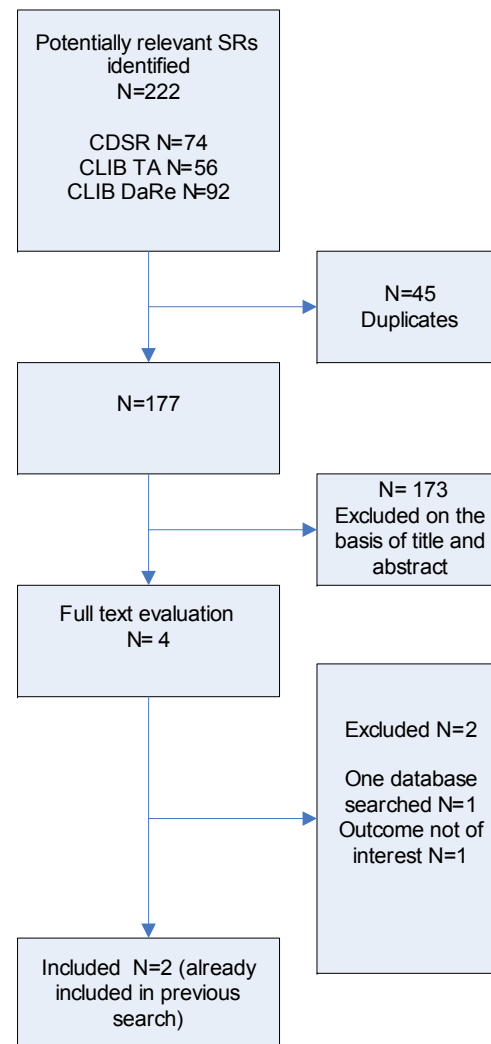 Potentially relevant SRs
identified
N=222
CDSR N=74
CLIB TA N=56
CLIB DaRe N=92
N=45
Duplicates
N=177
N= 173
Excluded on the
basis of title and
abstract
Full text evaluation
N= 4
Excluded N=2
One database
searched N=1
Outcome not of
interest N=1
Included  N=2 (already
included in previous
search)